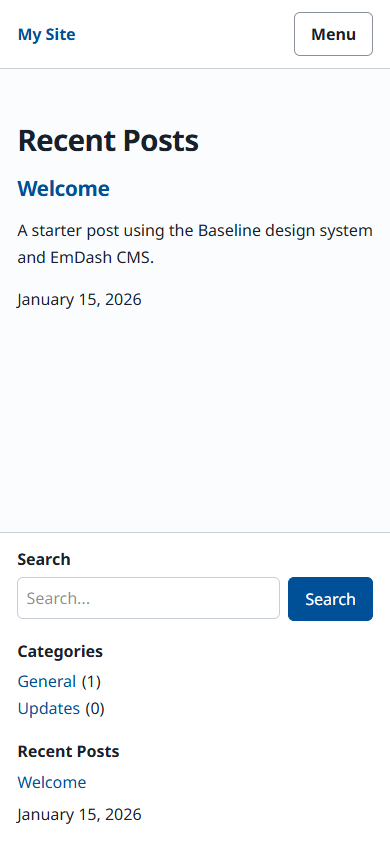 My Site
Menu
Recent Posts
Welcome
A starter post using the Baseline design system
and EmDash CMS.
January 15, 2026
Search
Search...
Search
Categories
General (1)
Updates (0)
Recent Posts
Welcome
January 15, 2026